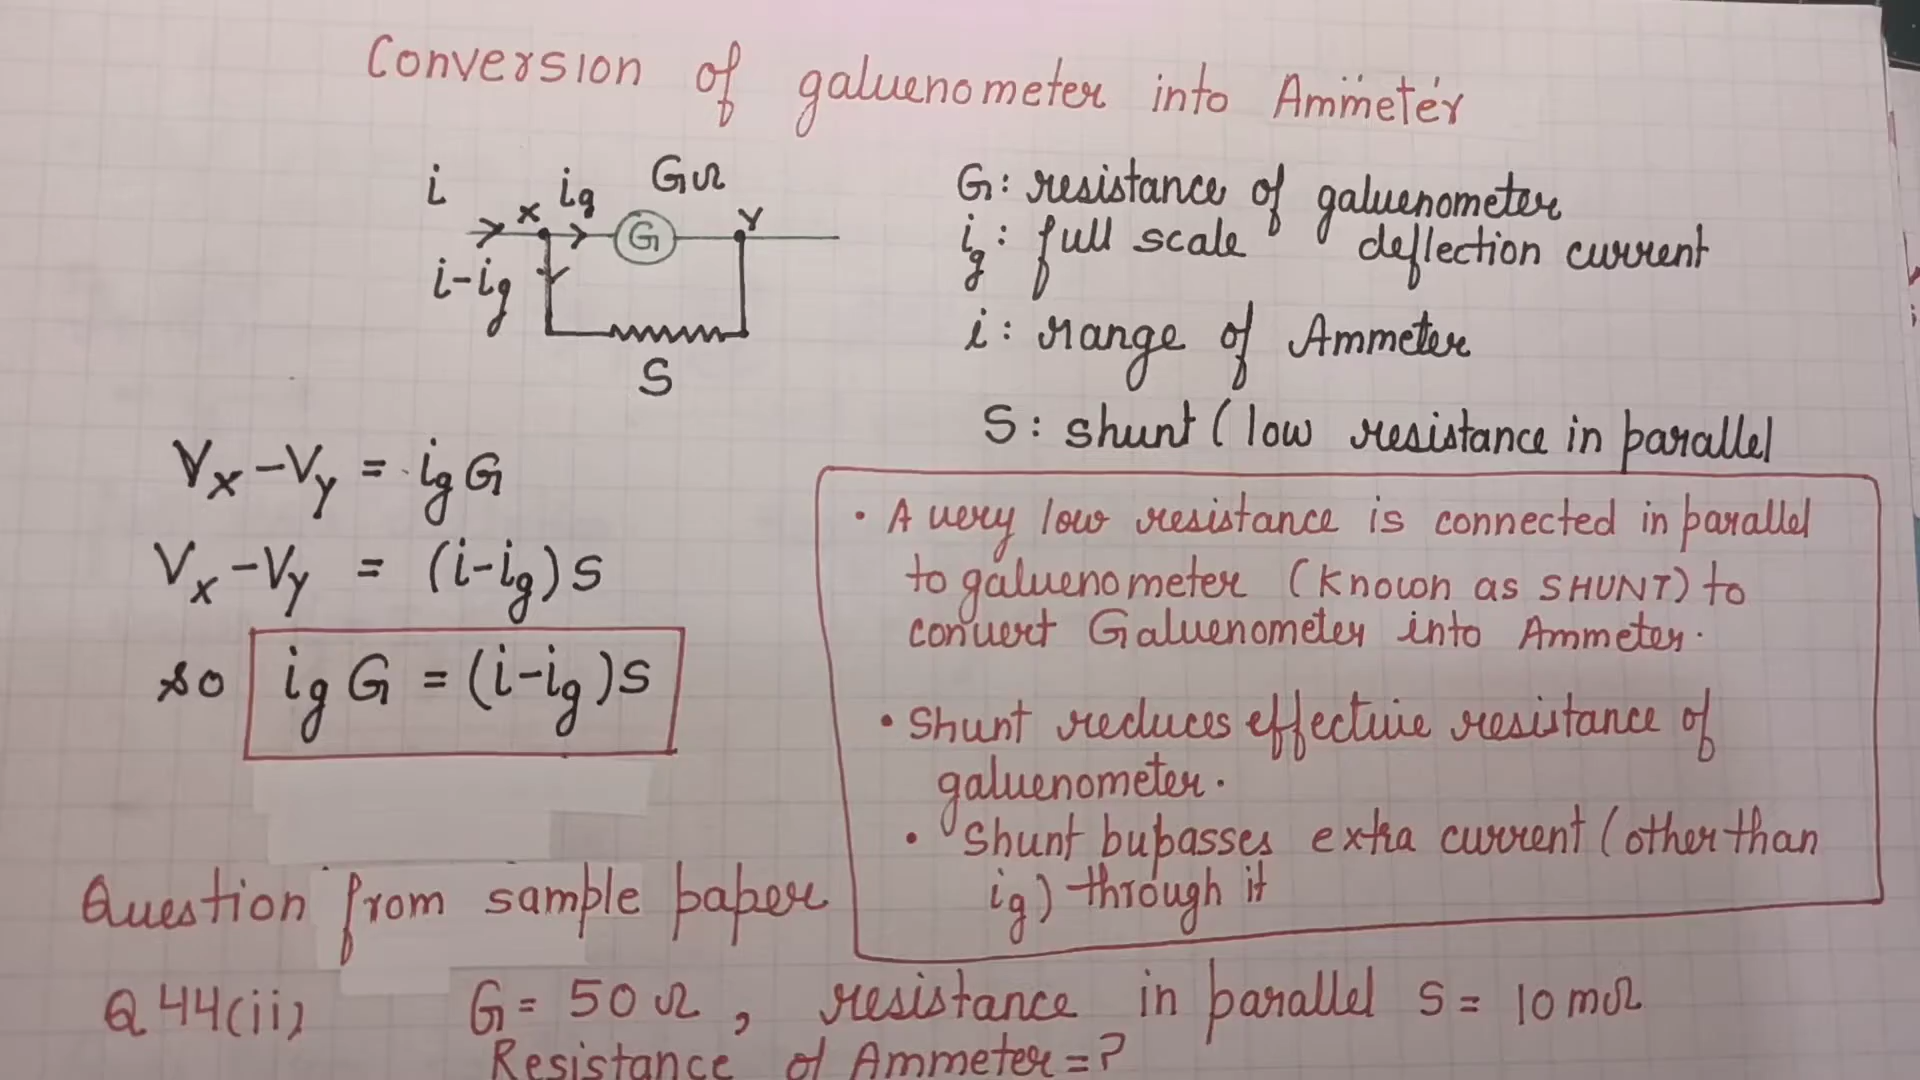 Conversion of galvenometer into Ammeter
i
ig
GΩ
x
Y
G
i-ig
S
G: resistance of galvenometer
ig: full scale deflection current
i: range of Ammeter
S: shunt (low resistance in parallel
Vx-Vy = ig G
Vx-Vy = (i-ig)S
so ig G = (i-ig)S
• A very low resistance is connected in parallel
to galvenometer (Known as SHUNT) to
convert Galvenometer into Ammeter.
• Shunt reduces effective resistance of
galvenometer.
• Shunt bypasses extra current (other than
ig) through it
Question from sample paper
Q 44(ii) G = 50Ω, resistance in parallel S = 10mΩ
Resistance of Ammeter = ?